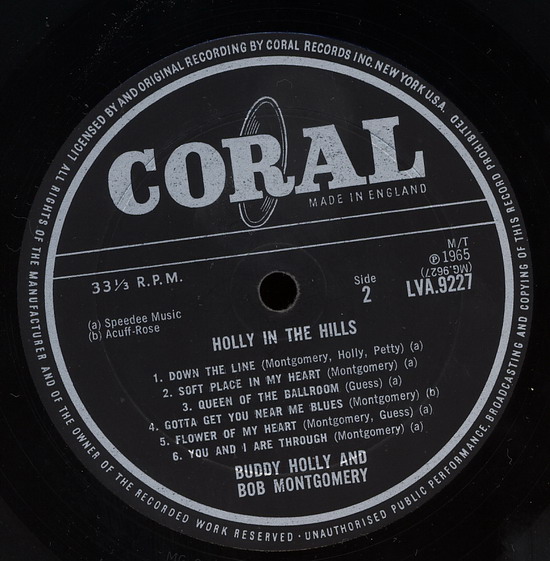 ALL RIGHTS OF THE MANUFACTURER AND OF THE OWNER OF THE RECORDED WORK RESERVED · UNAUTHORISED PUBLIC PERFORMANCE, BROADCASTING AND COPYING OF THIS RECORD PROHIBITED
LICENSED BY AND ORIGINAL RECORDING BY CORAL RECORDS INC. NEW YORK U.S.A.
CORAL
MADE IN ENGLAND
33⅓ R.P.M.
M/T
℗ 1965
(MG.9627)
Side
2
LVA.9227
(a) Speedee Music
(b) Acuff-Rose
HOLLY IN THE HILLS
1. DOWN THE LINE (Montgomery, Holly, Petty) (a)
2. SOFT PLACE IN MY HEART (Montgomery) (a)
3. QUEEN OF THE BALLROOM (Guess) (a)
4. GOTTA GET YOU NEAR ME BLUES (Montgomery) (b)
5. FLOWER OF MY HEART (Montgomery, Guess) (a)
6. YOU AND I ARE THROUGH (Montgomery) (a)
BUDDY HOLLY AND
BOB MONTGOMERY